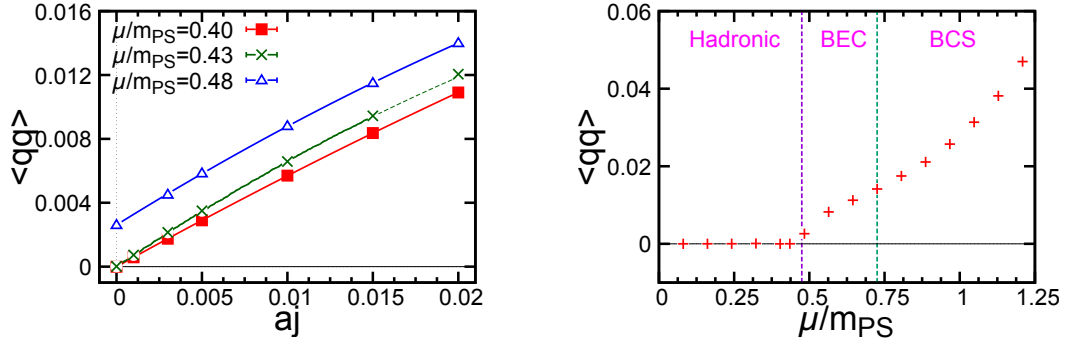 0.016
0.012
0.008
0.004
0
<qq>
μ/mPS=0.40
μ/mPS=0.43
μ/mPS=0.48
0 0.005 0.01 0.015 0.02
aj
0.06
0.04
0.02
0
<qq>
Hadronic BEC BCS
0 0.25 0.5 0.75 1 1.25
μ/mPS